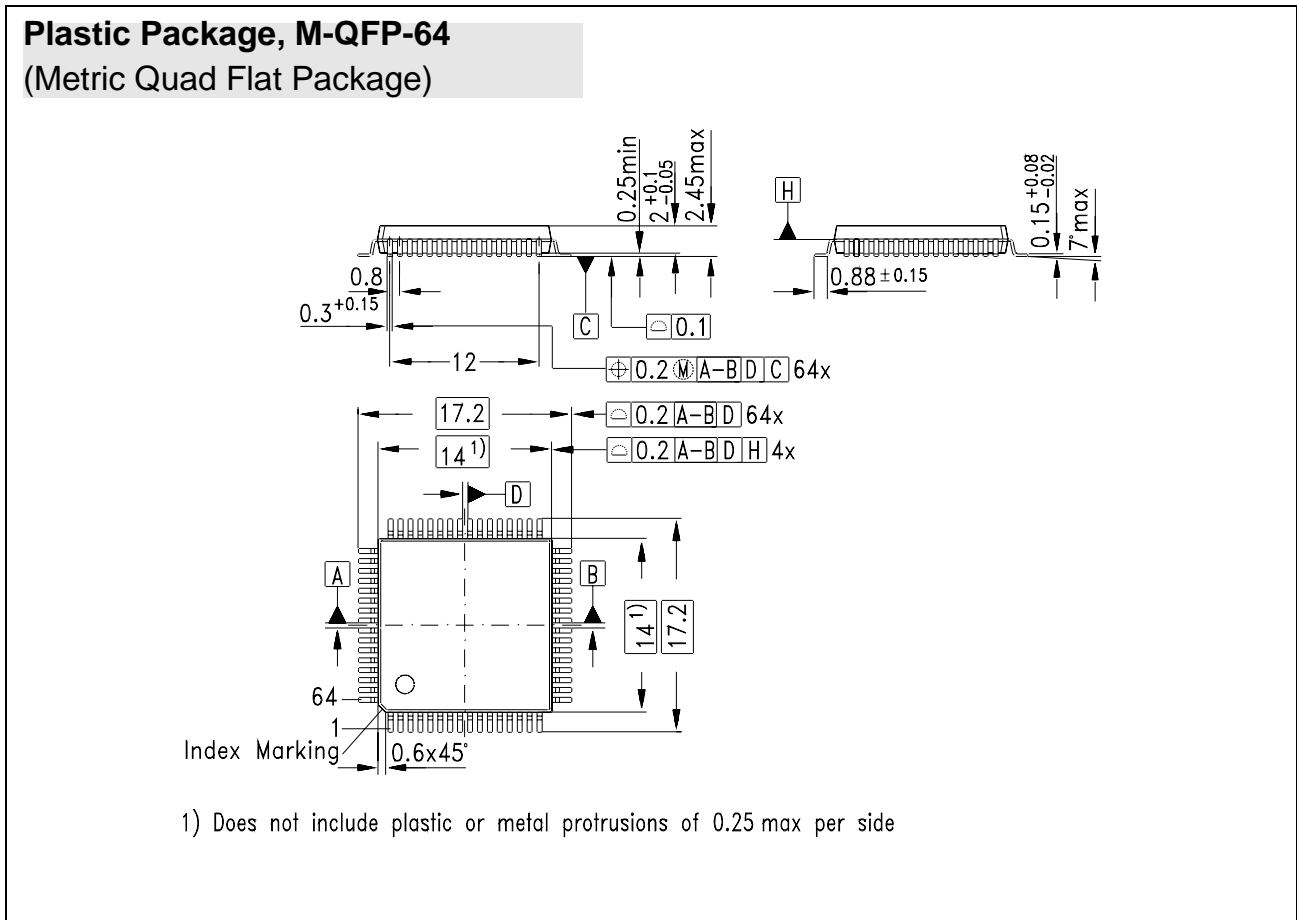 Plastic Package, M-QFP-64
(Metric Quad Flat Package)
0.25min
2 +0.1 -0.05
2.45max
H
0.15 +0.08 -0.02
7° max
0.8
0.88 ±0.15
0.3 +0.15
C
⌓ 0.1
12
⌖ 0.2 Ⓜ A-B D C 64x
17.2
⌓ 0.2 A-B D 64x
14 1)
⌓ 0.2 A-B D H 4x
D
A
B
14 1)
17.2
64
1
Index Marking
0.6x45°
1) Does not include plastic or metal protrusions of 0.25 max per side